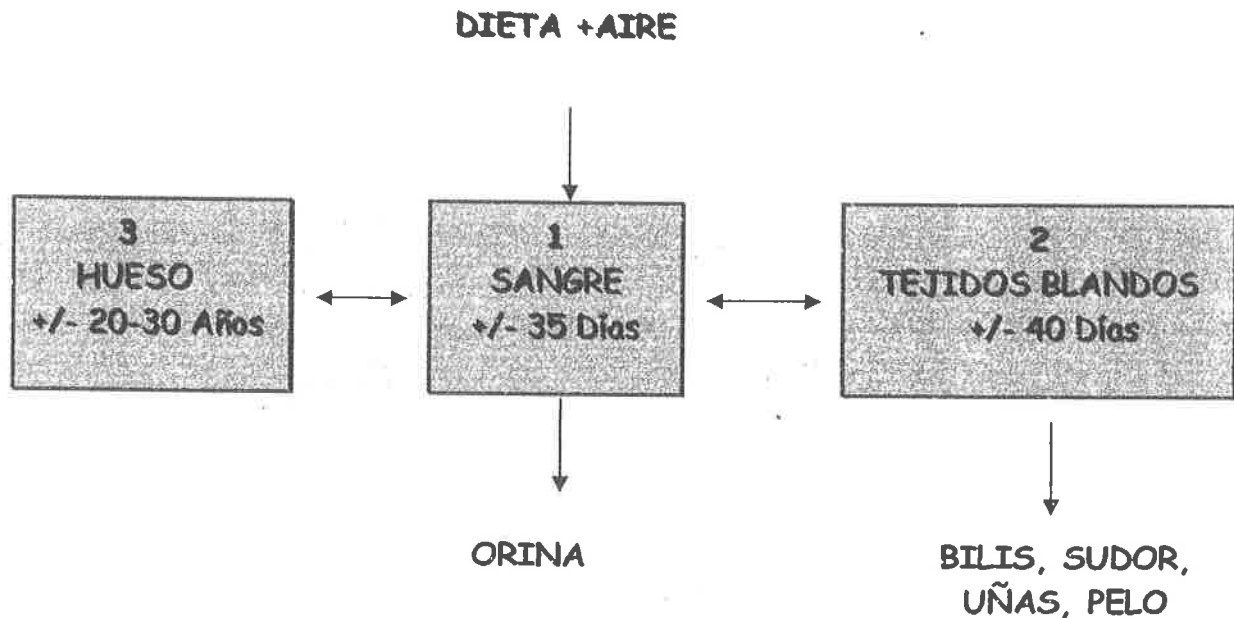 DIETA +AIRE
3
HUESO
+/- 20-30 Años
1
SANGRE
+/- 35 Días
2
TEJIDOS BLANDOS
+/- 40 Días
ORINA
BILIS, SUDOR,
UÑAS, PELO